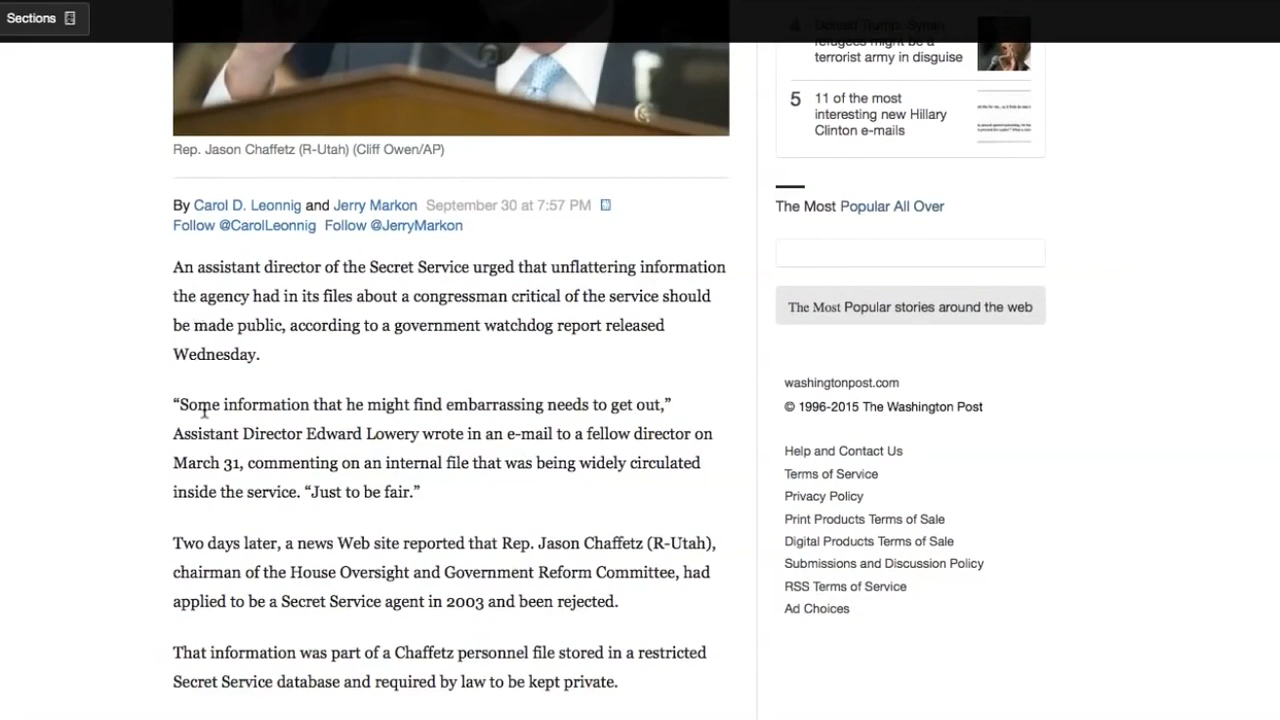 Sections
Rep. Jason Chaffetz (R-Utah) (Cliff Owen/AP)
By Carol D. Leonnig and Jerry Markon September 30 at 7:57 PM
Follow @CarolLeonnig Follow @JerryMarkon
An assistant director of the Secret Service urged that unflattering information
the agency had in its files about a congressman critical of the service should
be made public, according to a government watchdog report released
Wednesday.
“Some information that he might find embarrassing needs to get out,”
Assistant Director Edward Lowery wrote in an e-mail to a fellow director on
March 31, commenting on an internal file that was being widely circulated
inside the service. “Just to be fair.”
Two days later, a news Web site reported that Rep. Jason Chaffetz (R-Utah),
chairman of the House Oversight and Government Reform Committee, had
applied to be a Secret Service agent in 2003 and been rejected.
That information was part of a Chaffetz personnel file stored in a restricted
Secret Service database and required by law to be kept private.
4 Donald Trump: Syrian
refugees might be a
terrorist army in disguise
5 11 of the most
interesting new Hillary
Clinton e-mails
The Most Popular All Over
The Most Popular stories around the web
washingtonpost.com
© 1996-2015 The Washington Post
Help and Contact Us
Terms of Service
Privacy Policy
Print Products Terms of Sale
Digital Products Terms of Sale
Submissions and Discussion Policy
RSS Terms of Service
Ad Choices